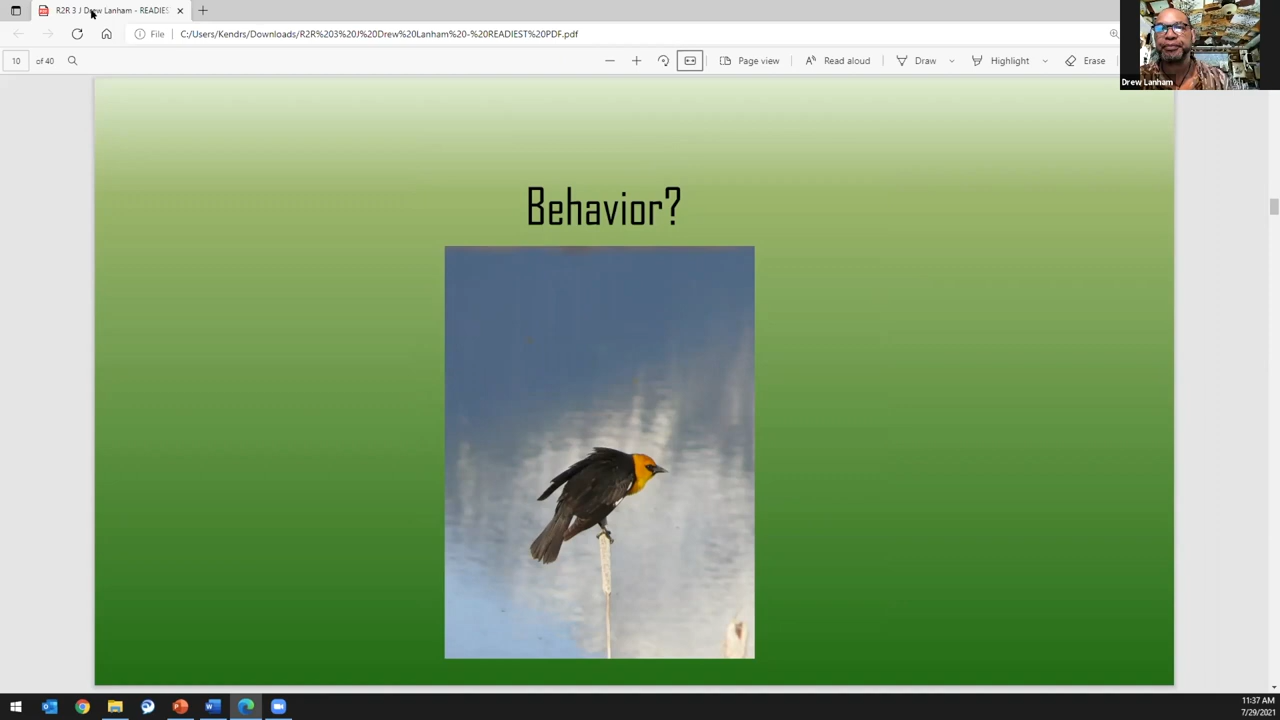 R2R 3 J Drew Lanham - READIES
File
C:/Users/Kendrs/Downloads/R2R%203%20J%20Drew%20Lanham%20-%20READIEST%20PDF.pdf
10 of 40
Page view
Read aloud
Draw
Highlight
Erase
Drew Lanham
Behavior?
11:37 AM
7/29/2021